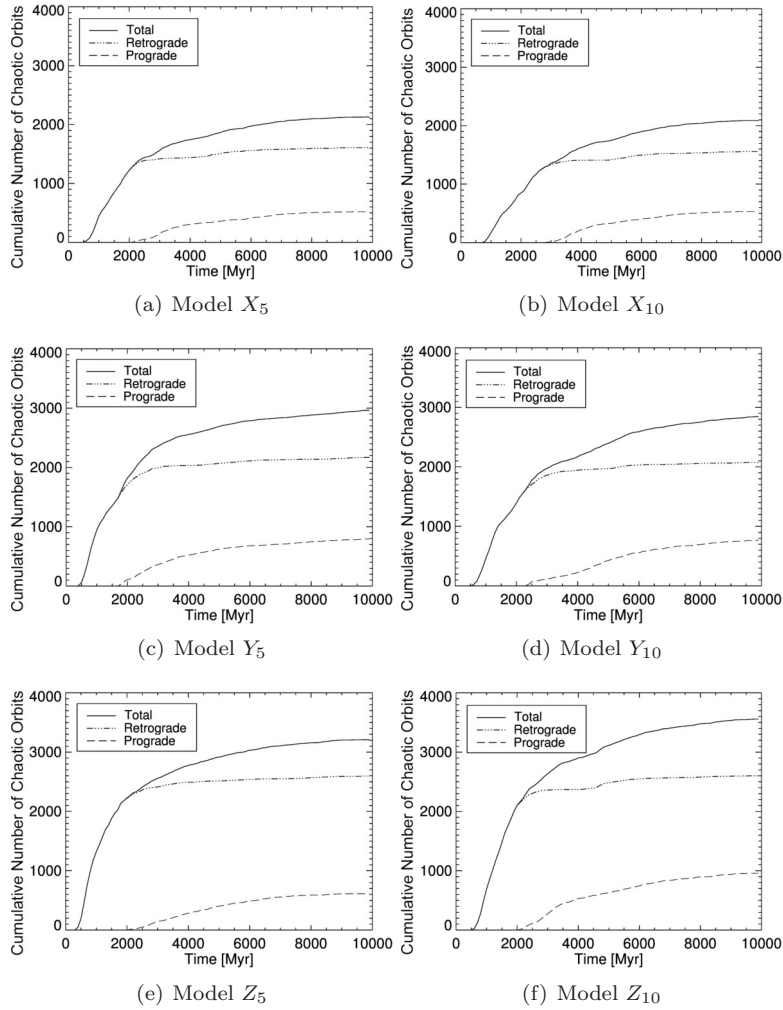 4000
3000
2000
1000
0
Cumulative Number of Chaotic Orbits
Total
Retrograde
Prograde
0 2000 4000 6000 8000 10000
Time [Myr]
(a) Model X5
4000
3000
2000
1000
0
Cumulative Number of Chaotic Orbits
Total
Retrograde
Prograde
0 2000 4000 6000 8000 10000
Time [Myr]
(b) Model X10
4000
3000
2000
1000
0
Cumulative Number of Chaotic Orbits
Total
Retrograde
Prograde
0 2000 4000 6000 8000 10000
Time [Myr]
(c) Model Y5
4000
3000
2000
1000
0
Cumulative Number of Chaotic Orbits
Total
Retrograde
Prograde
0 2000 4000 6000 8000 10000
Time [Myr]
(d) Model Y10
4000
3000
2000
1000
0
Cumulative Number of Chaotic Orbits
Total
Retrograde
Prograde
0 2000 4000 6000 8000 10000
Time [Myr]
(e) Model Z5
4000
3000
2000
1000
0
Cumulative Number of Chaotic Orbits
Total
Retrograde
Prograde
0 2000 4000 6000 8000 10000
Time [Myr]
(f) Model Z10